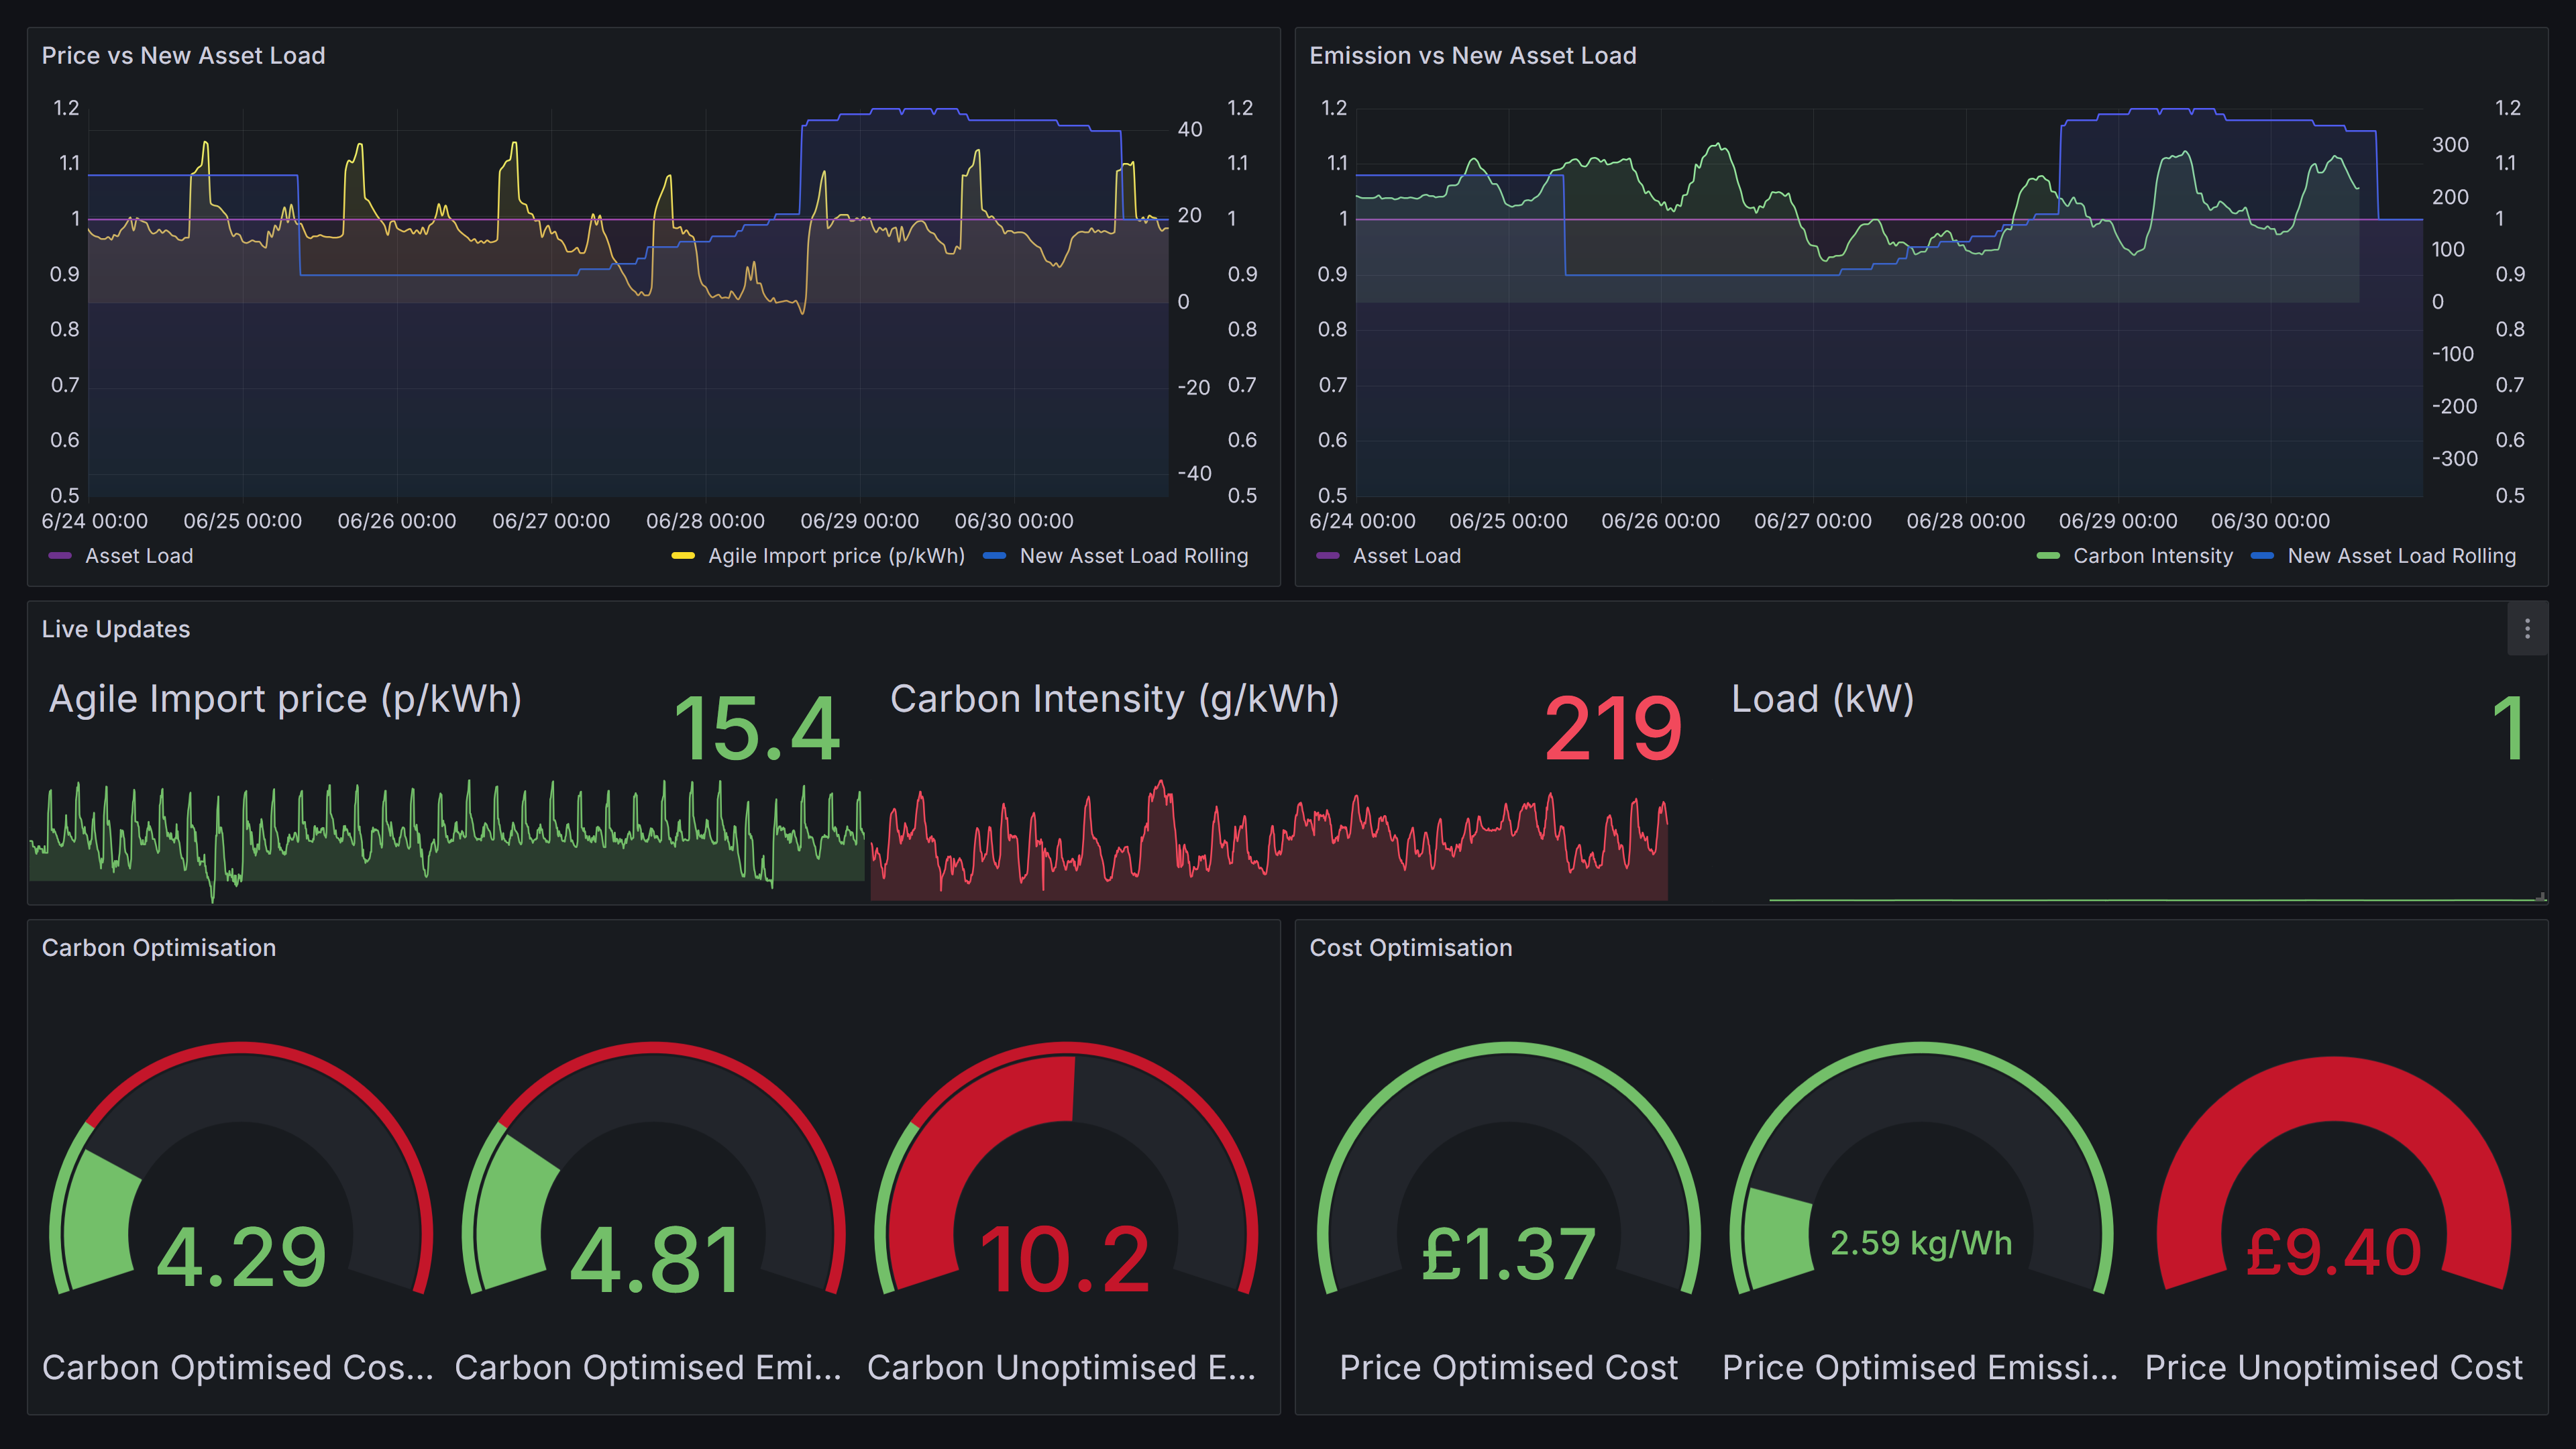 Price vs New Asset Load
1.2
1.1
1
0.9
0.8
0.7
0.6
0.5
40
20
0
-20
-40
1.2
1.1
1
0.9
0.8
0.7
0.6
0.5
6/24 00:00 06/25 00:00 06/26 00:00 06/27 00:00 06/28 00:00 06/29 00:00 06/30 00:00
Asset Load Agile Import price (p/kWh) New Asset Load Rolling
Emission vs New Asset Load
1.2
1.1
1
0.9
0.8
0.7
0.6
0.5
300
200
100
0
-100
-200
-300
1.2
1.1
1
0.9
0.8
0.7
0.6
0.5
6/24 00:00 06/25 00:00 06/26 00:00 06/27 00:00 06/28 00:00 06/29 00:00 06/30 00:00
Asset Load Carbon Intensity New Asset Load Rolling
Live Updates
Agile Import price (p/kWh) 15.4
Carbon Intensity (g/kWh) 219
Load (kW) 1
Carbon Optimisation
4.29 4.81 10.2
Carbon Optimised Cos... Carbon Optimised Emi... Carbon Unoptimised E...
Cost Optimisation
£1.37 2.59 kg/Wh £9.40
Price Optimised Cost Price Optimised Emissi... Price Unoptimised Cost